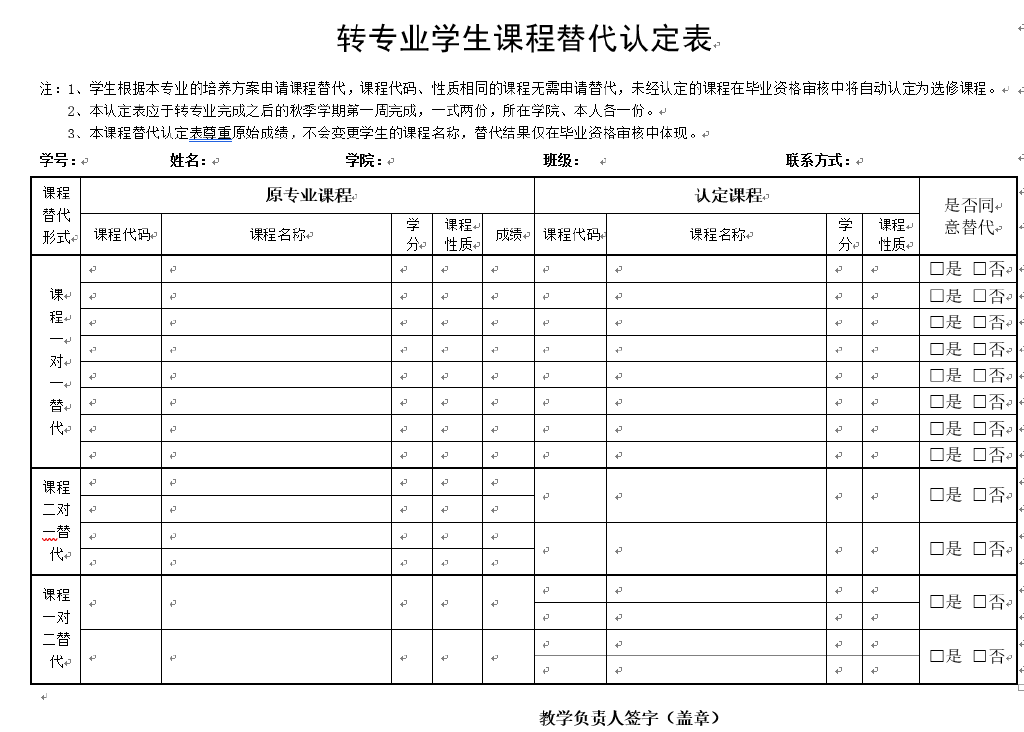 转专业学生课程替代认定表
注：1、学生根据本专业的培养方案申请课程替代，课程代码、性质相同的课程无需申请替代，未经认定的课程在毕业资格审核中将自动认定为选修课程。
2、本认定表应于转专业完成之后的秋季学期第一周完成，一式两份，所在学院、本人各一份。
3、本课程替代认定表尊重原始成绩，不会变更学生的课程名称，替代结果仅在毕业资格审核中体现。
学号： 姓名： 学院： 班级： 联系方式：
课程替代形式 原专业课程 认定课程 是否同意替代
课程代码 课程名称 学分 课程性质 成绩 课程代码 课程名称 学分 课程性质
课程一对一替代
□是 □否
□是 □否
□是 □否
□是 □否
□是 □否
□是 □否
□是 □否
□是 □否
课程二对一替代
□是 □否
□是 □否
课程一对二替代
□是 □否
□是 □否
教学负责人签字（盖章）